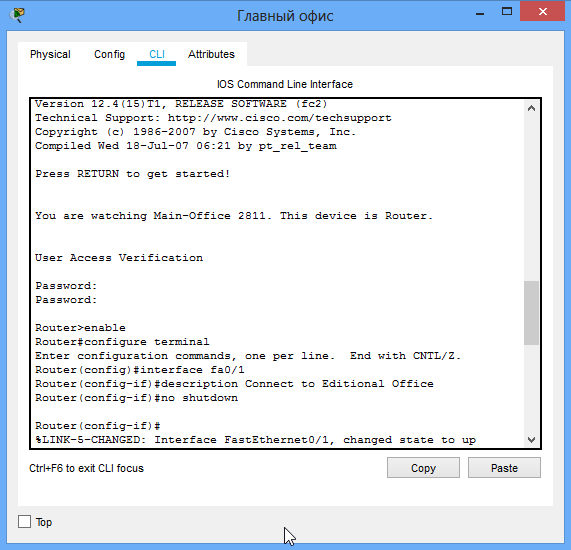 Главный офис
Physical Config CLI Attributes
IOS Command Line Interface
Version 12.4(15)T1, RELEASE SOFTWARE (fc2)
Technical Support: http://www.cisco.com/techsupport
Copyright (c) 1986-2007 by Cisco Systems, Inc.
Compiled Wed 18-Jul-07 06:21 by pt_rel_team
Press RETURN to get started!
You are watching Main-Office 2811. This device is Router.
User Access Verification
Password:
Password:
Router>enable
Router#configure terminal
Enter configuration commands, one per line.  End with CNTL/Z.
Router(config)#interface fa0/1
Router(config-if)#description Connect to Editional Office
Router(config-if)#no shutdown
Router(config-if)#
%LINK-5-CHANGED: Interface FastEthernet0/1, changed state to up
Ctrl+F6 to exit CLI focus
Copy Paste
Top